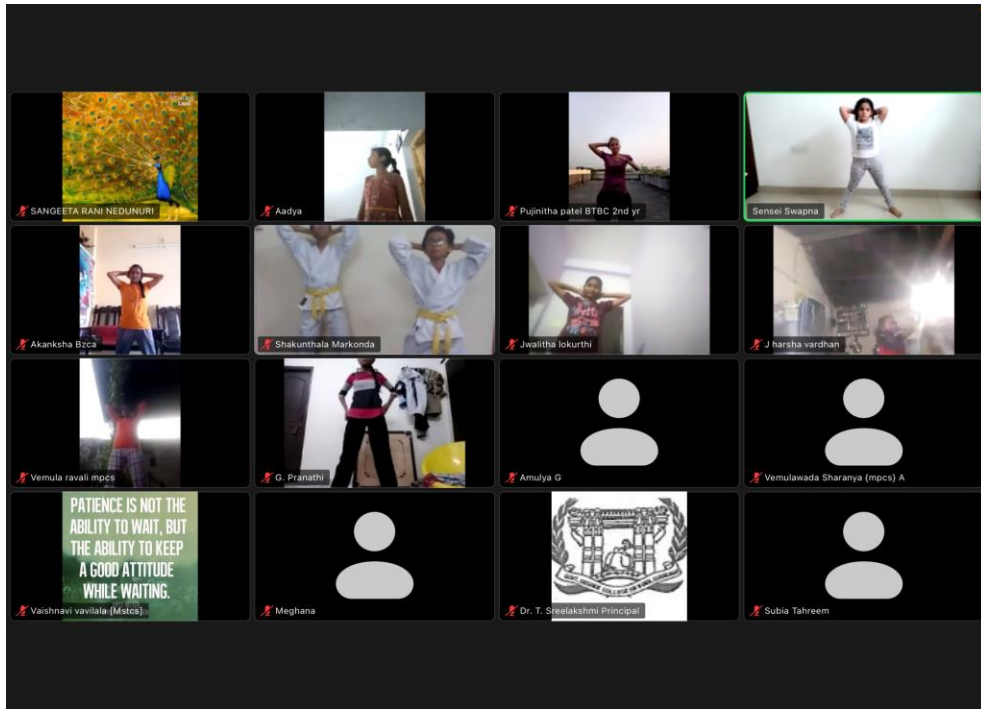 SANGEETA RANI NEDUNURI
Aadya
Pujinitha patel BTBC 2nd yr
Sensei Swapna
Akanksha Bzca
Shakunthala Markonda
Jwalitha lokurthi
J harsha vardhan
Vemula ravali mpcs
G. Pranathi
Amulya G
Vemulawada Sharanya {mpcs} A
PATIENCE IS NOT THE
ABILITY TO WAIT, BUT
THE ABILITY TO KEEP
A GOOD ATTITUDE
WHILE WAITING.
Vaishnavi vavilala [Mstcs]
Meghana
Dr. T. Sreelakshmi Principal
Subia Tahreem